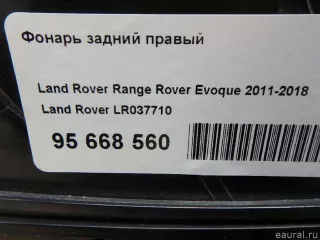 Фонарь задний правый
Land Rover Range Rover Evoque 2011-2018
Land Rover LR037710
95 668 560
eaural.ru